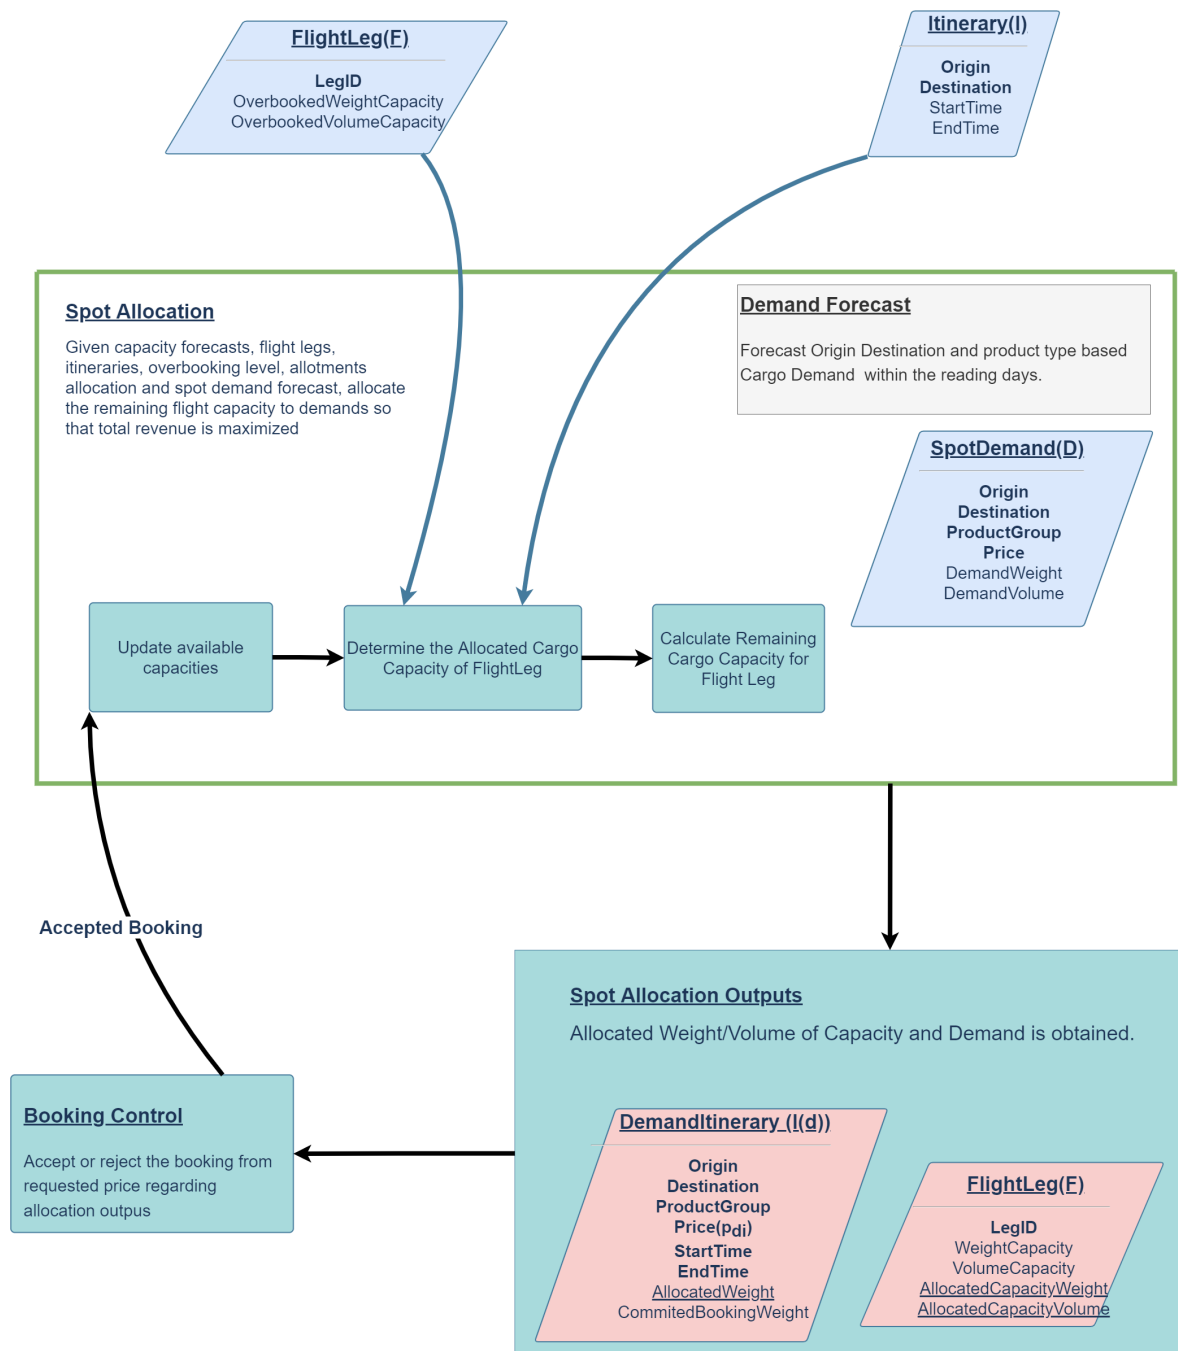 FlightLeg(F)
LegID
OverbookedWeightCapacity
OverbookedVolumeCapacity
Itinerary(I)
Origin
Destination
StartTime
EndTime
Spot Allocation
Given capacity forecasts, flight legs,
itineraries, overbooking level, allotments
allocation and spot demand forecast, allocate
the remaining flight capacity to demands so
that total revenue is maximized
Demand Forecast
Forecast Origin Destination and product type based
Cargo Demand within the reading days.
SpotDemand(D)
Origin
Destination
ProductGroup
Price
DemandWeight
DemandVolume
Update available
capacities
Determine the Allocated Cargo
Capacity of FlightLeg
Calculate Remaining
Cargo Capacity for
Flight Leg
Accepted Booking
Spot Allocation Outputs
Allocated Weight/Volume of Capacity and Demand is obtained.
Booking Control
Accept or reject the booking from
requested price regarding
allocation outpus
DemandItinerary (I(d))
Origin
Destination
ProductGroup
Price(pdi)
StartTime
EndTime
AllocatedWeight
CommitedBookingWeight
FlightLeg(F)
LegID
WeightCapacity
VolumeCapacity
AllocatedCapacityWeight
AllocatedCapacityVolume